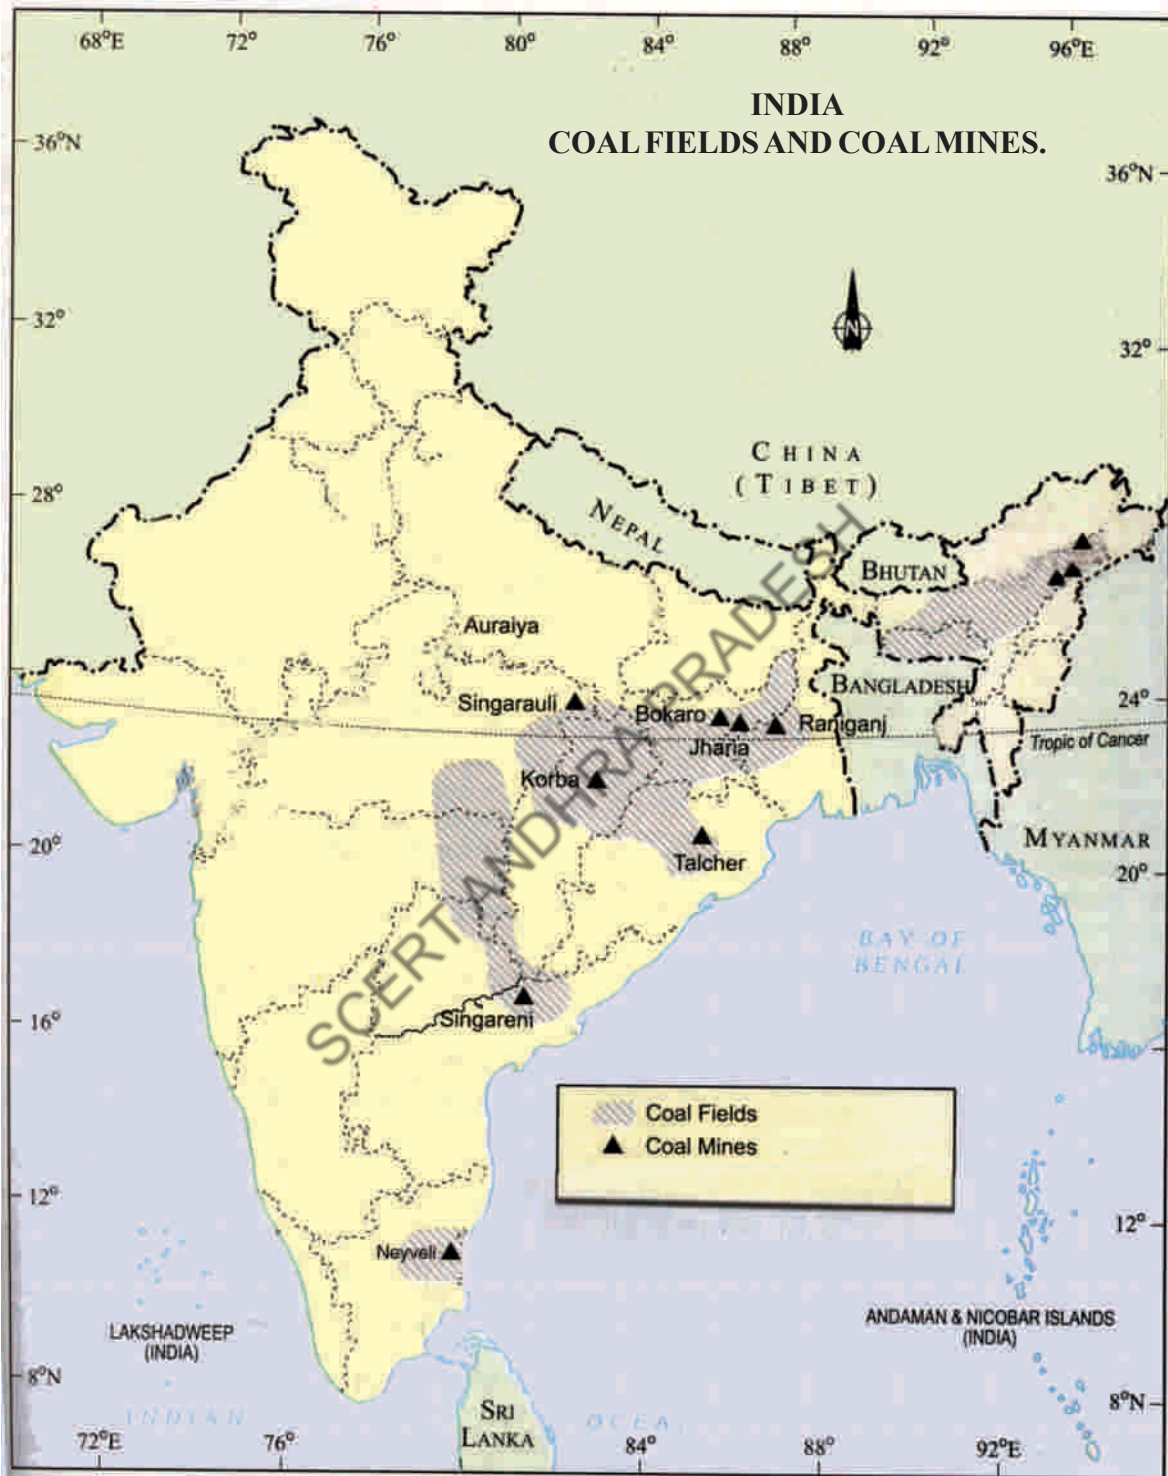 68°E 72° 76° 80° 84° 88° 92° 96°E
INDIA
COAL FIELDS AND COAL MINES.
36°N
36°N
N
32°
32°
CHINA
(TIBET)
28°
NEPAL
BHUTAN
Auraiya
BANGLADESH
24°
Singarauli
Bokaro
Raniganj
Jharia
Tropic of Cancer
Korba
MYANMAR
20°
Talcher
20°
BAY OF
BENGAL
SCERT ANDHRA PRADESH
16°
Singareni
Coal Fields
Coal Mines
12°
12°
Neyveli
LAKSHADWEEP
(INDIA)
ANDAMAN & NICOBAR ISLANDS
(INDIA)
8°N
8°N
SRI
LANKA
INDIAN
OCEA
72°E 76° 84° 88° 92°E